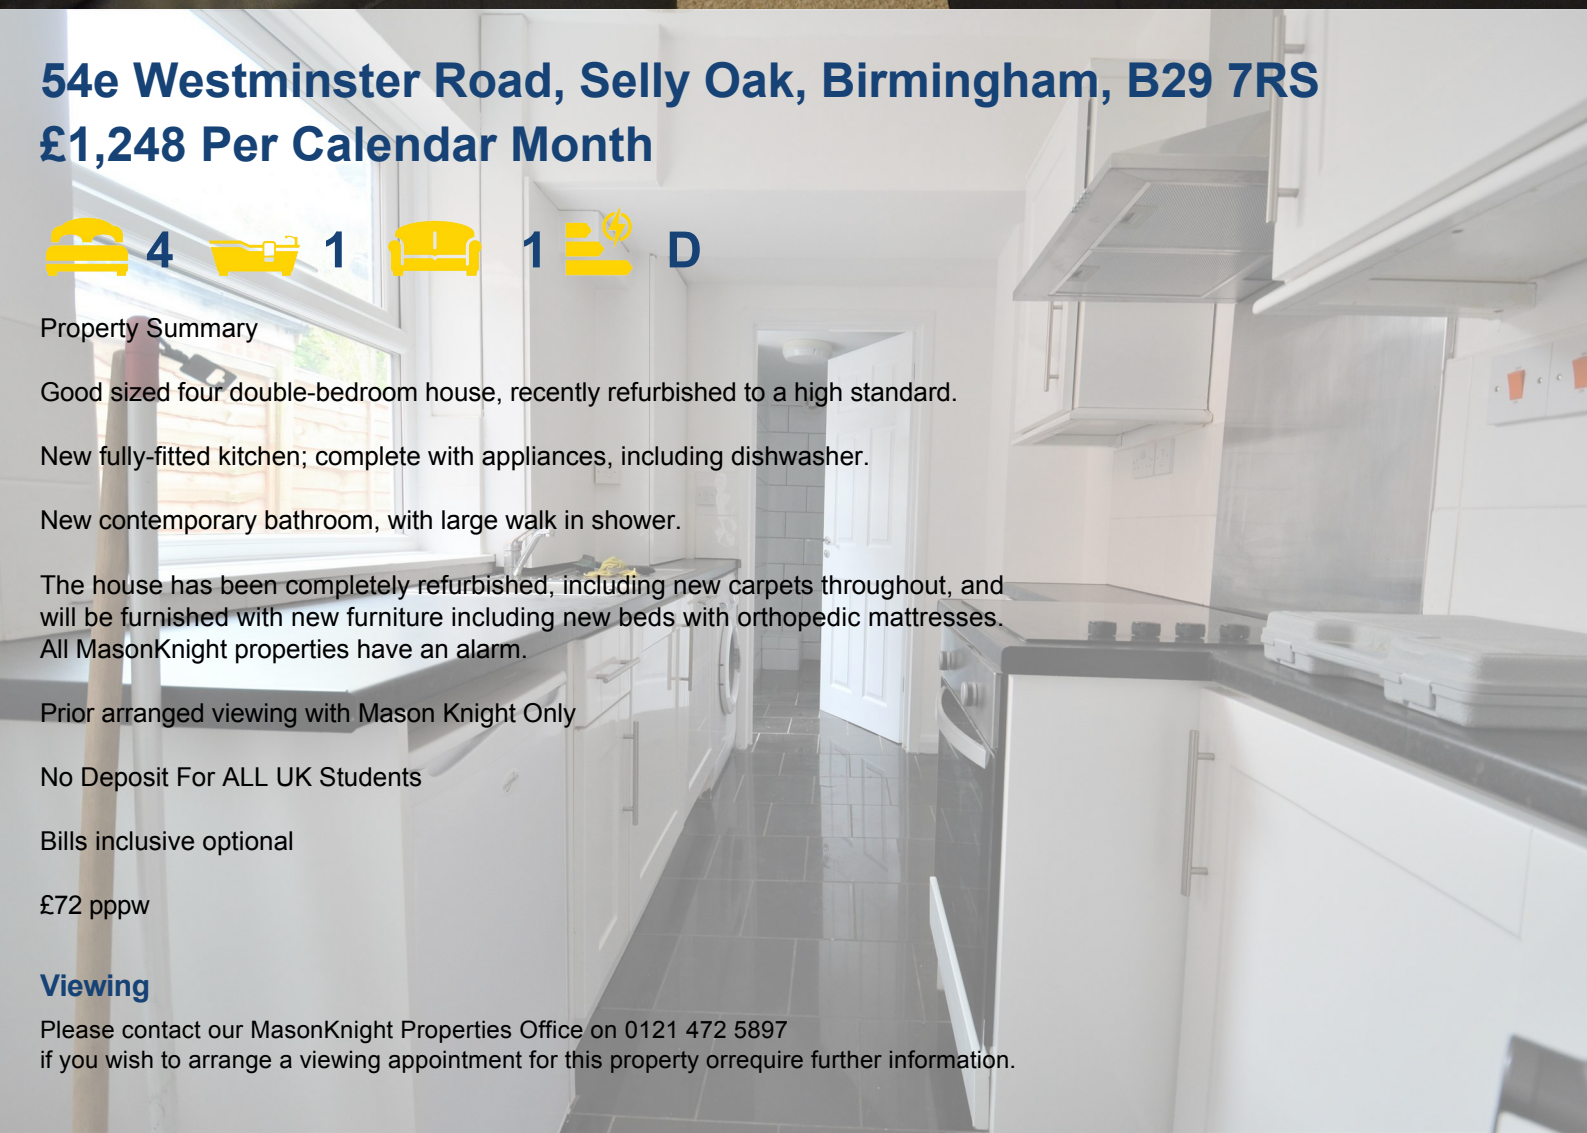 54e Westminster Road, Selly Oak, Birmingham, B29 7RS
£1,248 Per Calendar Month
4 1 1 D
Property Summary
Good sized four double-bedroom house, recently refurbished to a high standard.
New fully-fitted kitchen; complete with appliances, including dishwasher.
New contemporary bathroom, with large walk in shower.
The house has been completely refurbished, including new carpets throughout, and
will be furnished with new furniture including new beds with orthopedic mattresses.
All MasonKnight properties have an alarm.
Prior arranged viewing with Mason Knight Only
No Deposit For ALL UK Students
Bills inclusive optional
£72 pppw
Viewing
Please contact our MasonKnight Properties Office on 0121 472 5897
if you wish to arrange a viewing appointment for this property orrequire further information.